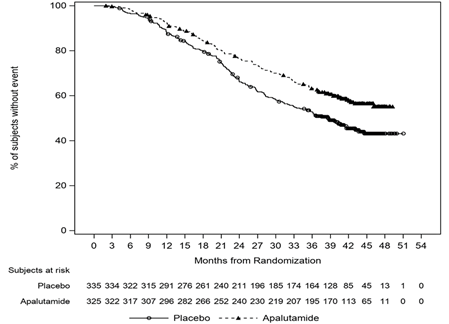 100
80
60
40
20
0
% of subjects without event
0 3 6 9 12 15 18 21 24 27 30 33 36 39 42 45 48 51 54
Months from Randomization
Subjects at risk
Placebo 335 334 322 315 291 276 261 240 211 196 185 174 164 128 85 45 13 1 0
Apalutamide 325 322 317 307 296 282 266 252 240 230 219 207 195 170 113 65 11 0 0
Placebo Apalutamide